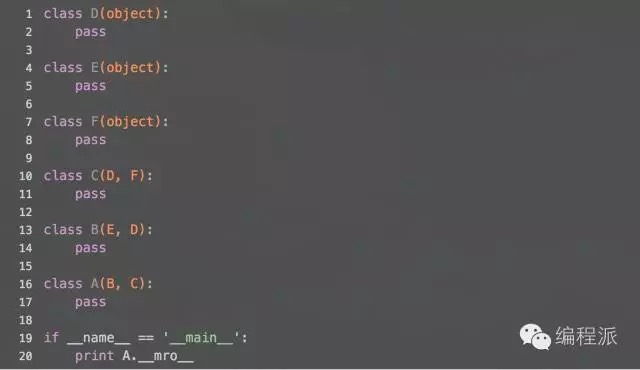 1 class D(object):
2     pass
3
4 class E(object):
5     pass
6
7 class F(object):
8     pass
9
10 class C(D, F):
11     pass
12
13 class B(E, D):
14     pass
15
16 class A(B, C):
17     pass
18
19 if __name__ == '__main__':
20     print A.__mro__
编程派